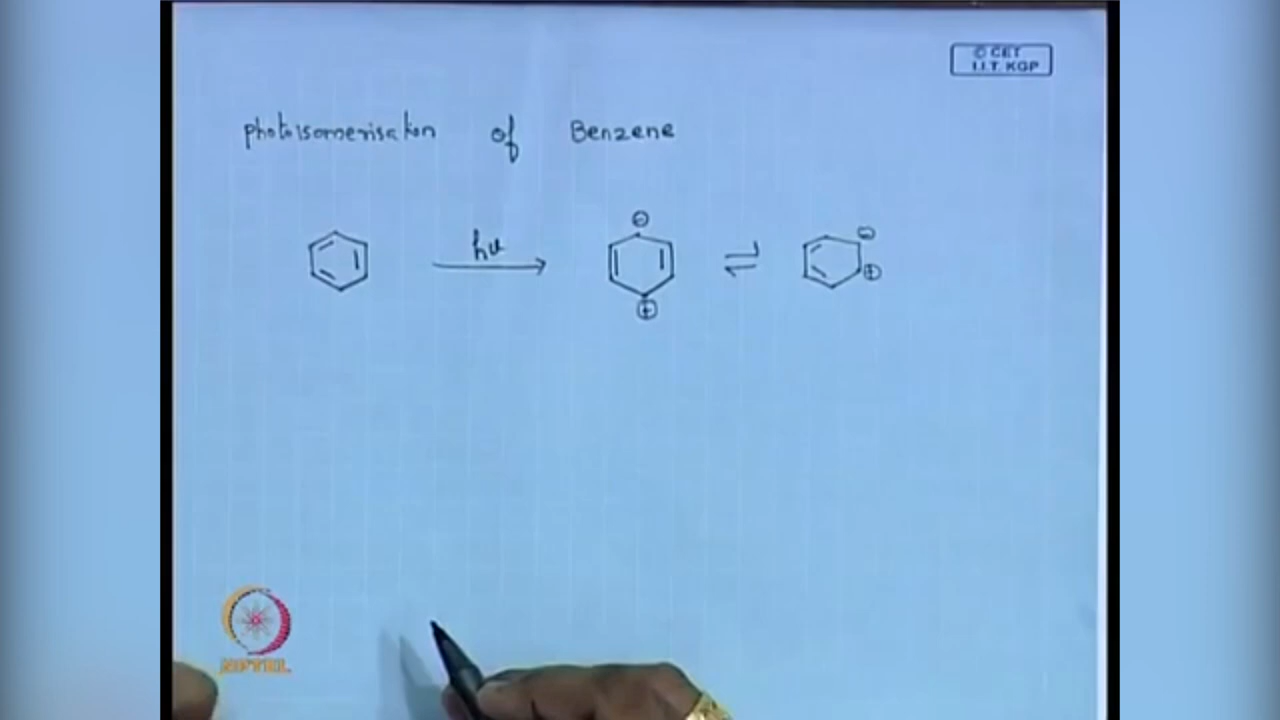 © CET
I.I.T. KGP
photoisomerisation of Benzene
hν
⊖
⊕
⇌
⊖
⊕
NPTEL